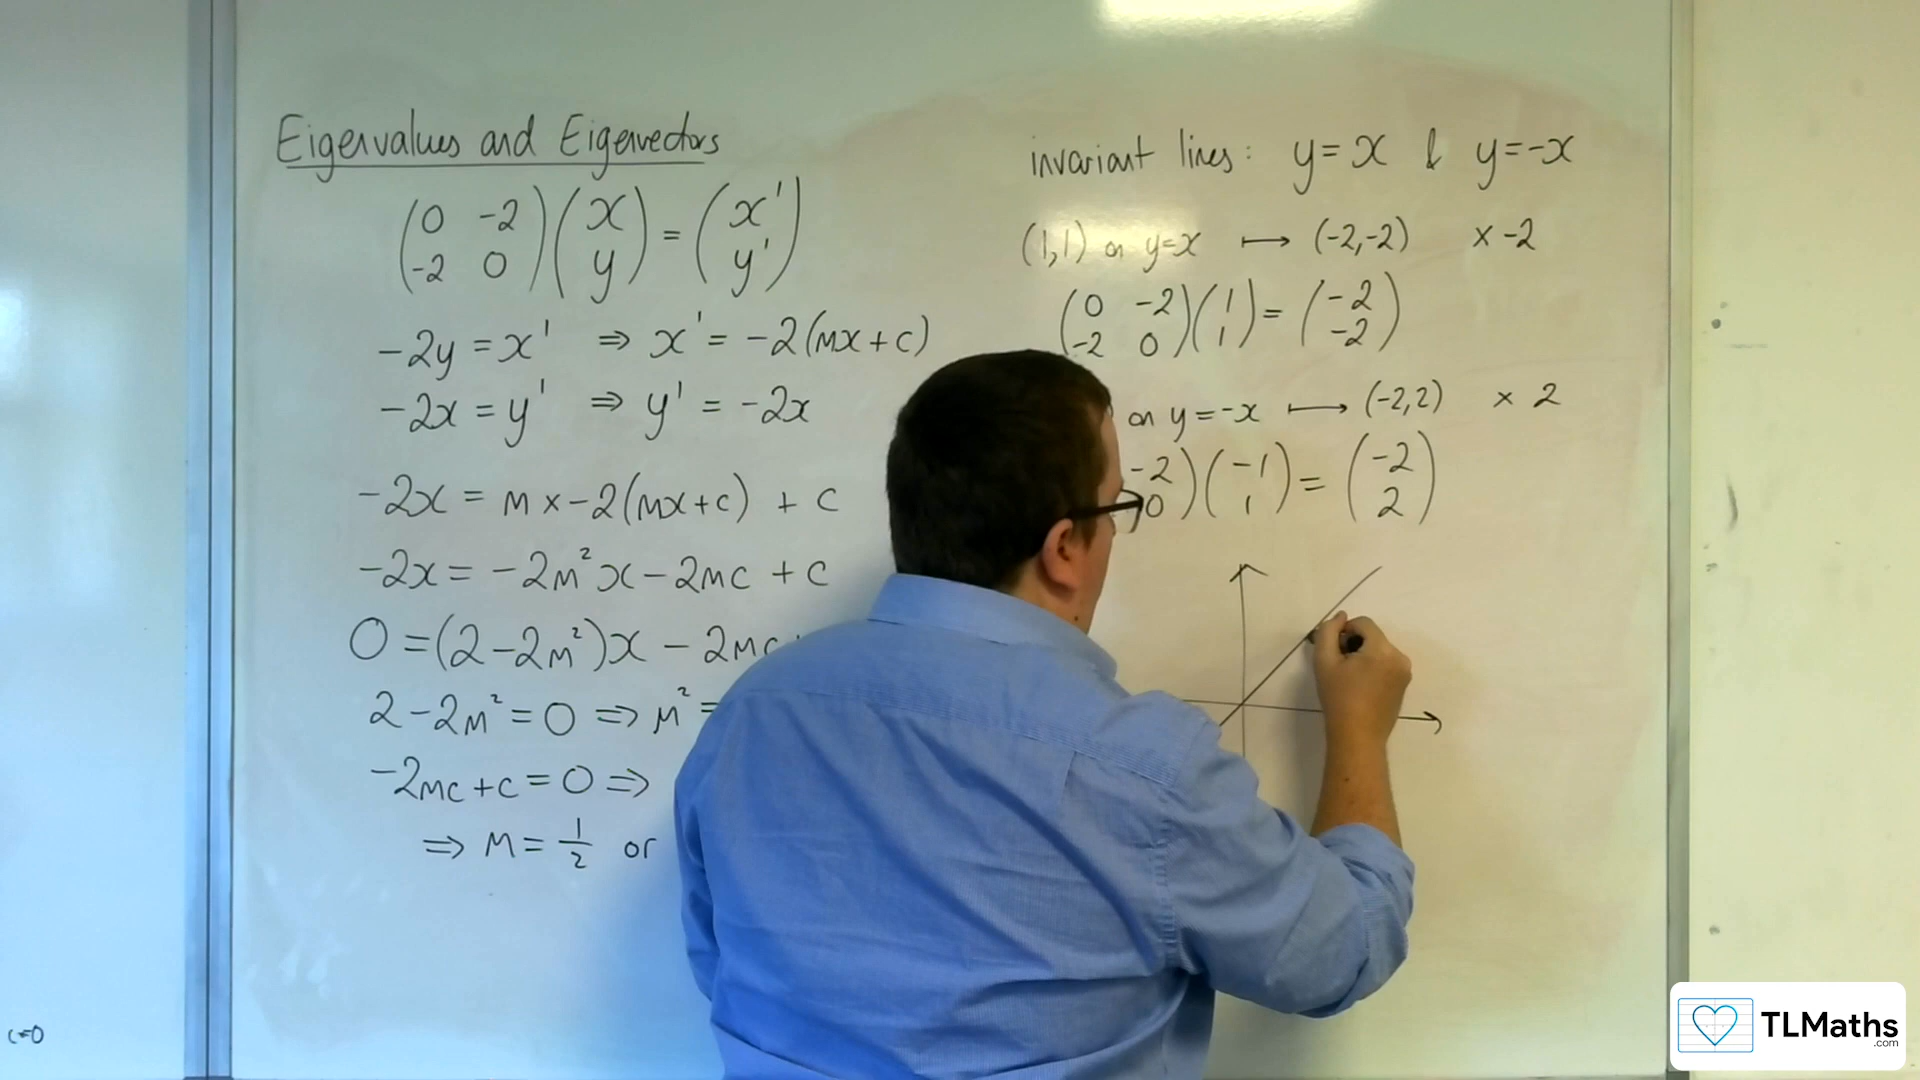 Eigenvalues and Eigenvectors
(0 -2
-2 0)(x
y) = (x'
y')
-2y = x' ⇒ x' = -2(mx+c)
-2x = y' ⇒ y' = -2x
-2x = m x -2(mx+c) + c
-2x = -2m²x - 2mc + c
0 = (2-2m²)x - 2mc
2-2m² = 0 ⇒ m² =
-2mc+c = 0 ⇒
⇒ m = 1/2 or
c=0
invariant lines: y = x & y = -x
(1,1) on y=x ↦ (-2,-2) × -2
(0 -2
-2 0)(1
1) = (-2
-2)
on y = -x ↦ (-2,2) × 2
-2
0)(-1
1) = (-2
2)
TLMaths
.com